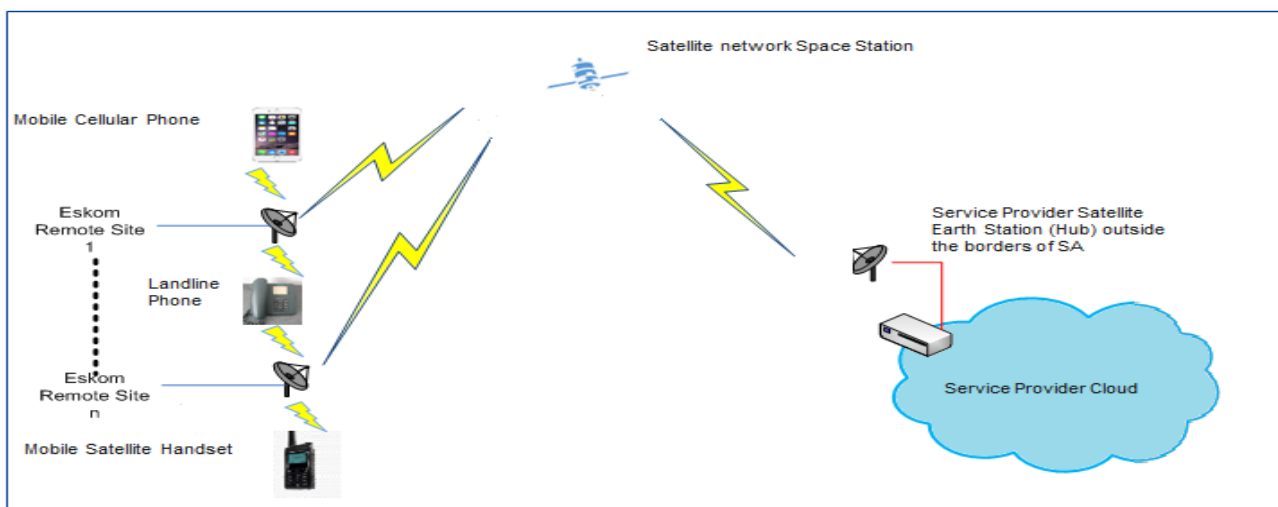 Satellite network Space Station
Mobile Cellular Phone
Eskom
Remote Site
1
Landline
Phone
Eskom
Remote Site
n
Mobile Satellite Handset
Service Provider Satellite
Earth Station (Hub) outside
the borders of SA
Service Provider Cloud